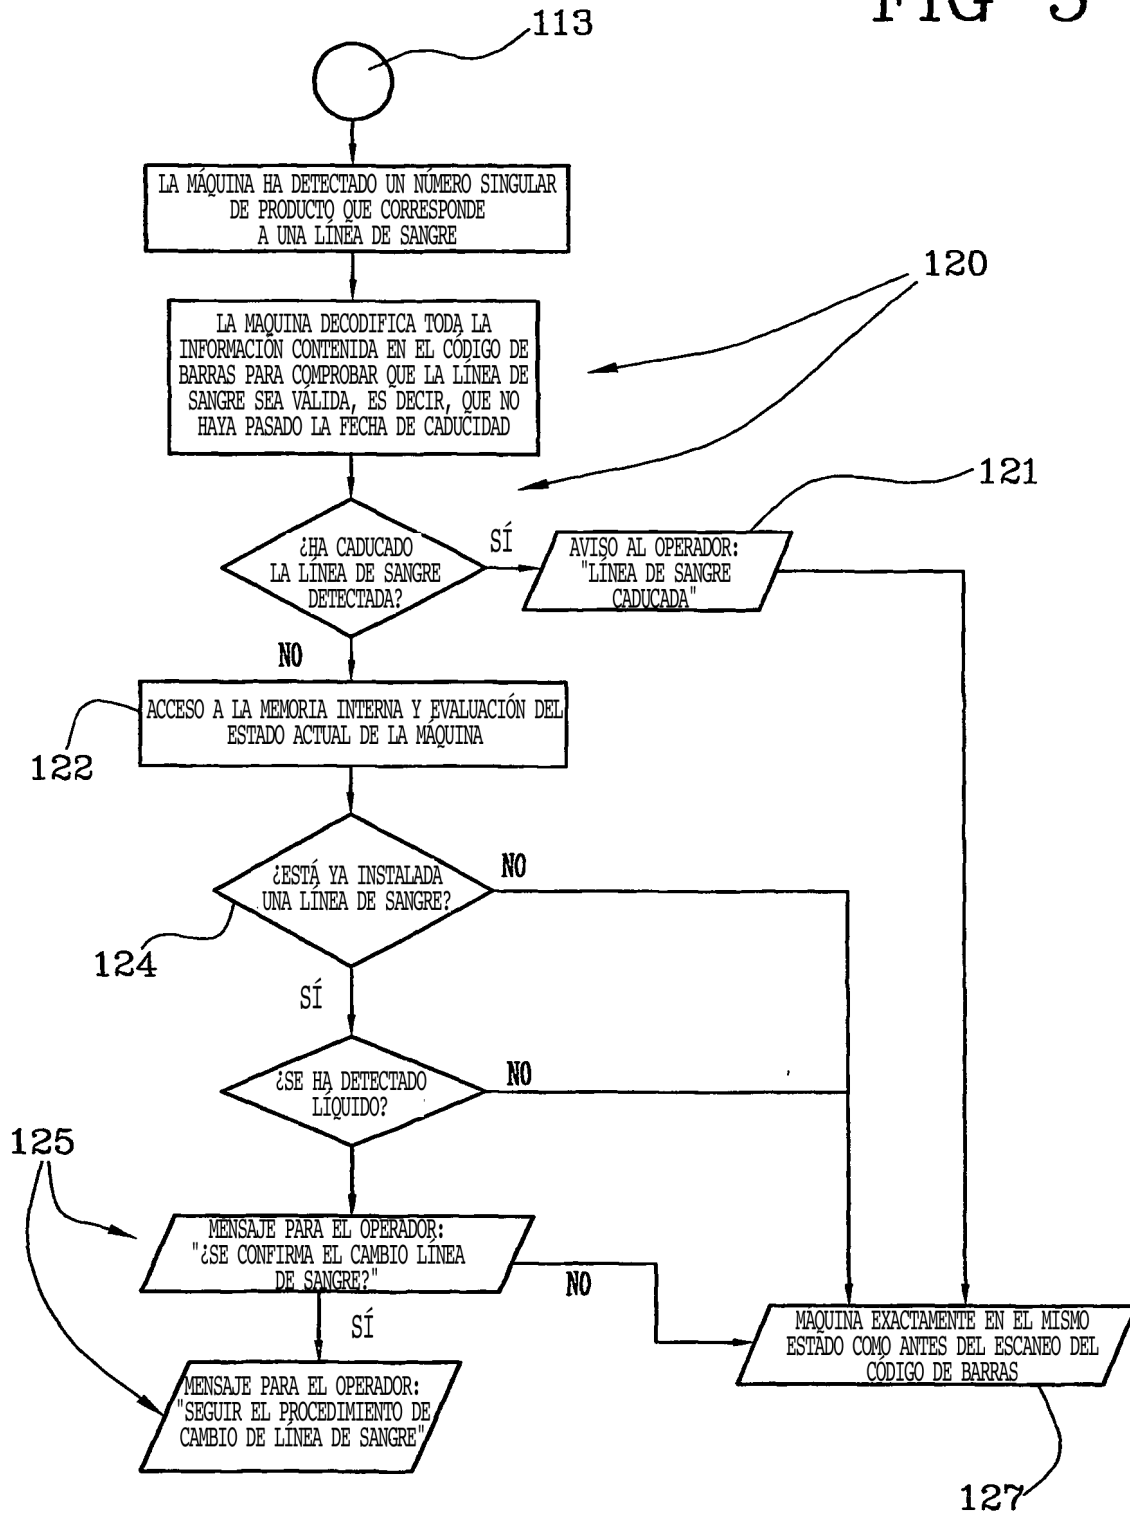 FIG 5
113
LA MÁQUINA HA DETECTADO UN NÚMERO SINGULAR
DE PRODUCTO QUE CORRESPONDE
A UNA LÍNEA DE SANGRE
120
LA MAQUINA DECODIFICA TODA LA
INFORMACIÓN CONTENIDA EN EL CÓDIGO DE
BARRAS PARA COMPROBAR QUE LA LÍNEA DE
SANGRE SEA VÁLIDA, ES DECIR, QUE NO
HAYA PASADO LA FECHA DE CADUCIDAD
121
¿HA CADUCADO
LA LÍNEA DE SANGRE
DETECTADA?
SÍ
AVISO AL OPERADOR:
"LÍNEA DE SANGRE
CADUCADA"
NO
122
ACCESO A LA MEMORIA INTERNA Y EVALUACIÓN DEL
ESTADO ACTUAL DE LA MÁQUINA
¿ESTÁ YA INSTALADA
UNA LÍNEA DE SANGRE?
NO
124
SÍ
¿SE HA DETECTADO
LÍQUIDO?
NO
125
MENSAJE PARA EL OPERADOR:
"¿SE CONFIRMA EL CAMBIO LÍNEA
DE SANGRE?"
NO
SÍ
MÁQUINA EXACTAMENTE EN EL MISMO
ESTADO COMO ANTES DEL ESCANEO DEL
CÓDIGO DE BARRAS
MENSAJE PARA EL OPERADOR:
"SEGUIR EL PROCEDIMIENTO DE
CAMBIO DE LÍNEA DE SANGRE"
127